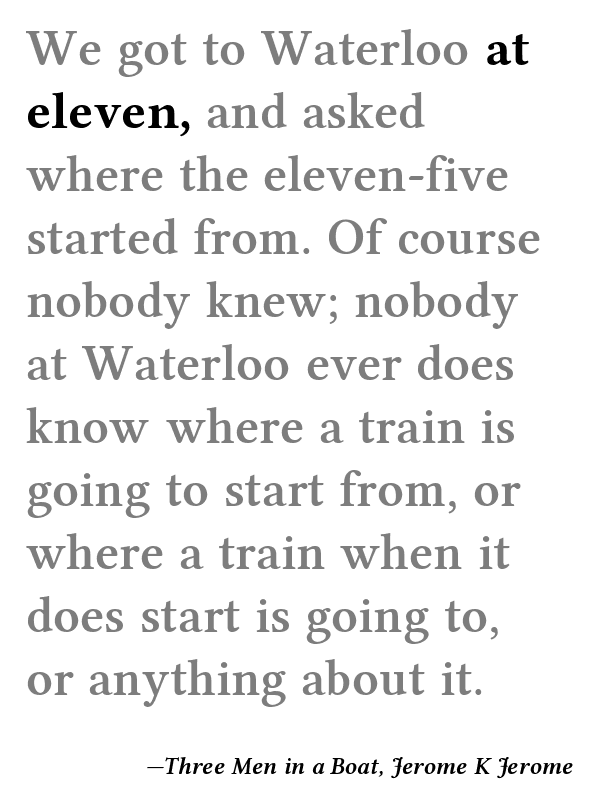 We got to Waterloo at
eleven, and asked
where the eleven-five
started from. Of course
nobody knew; nobody
at Waterloo ever does
know where a train is
going to start from, or
where a train when it
does start is going to,
or anything about it.
—Three Men in a Boat, Jerome K Jerome